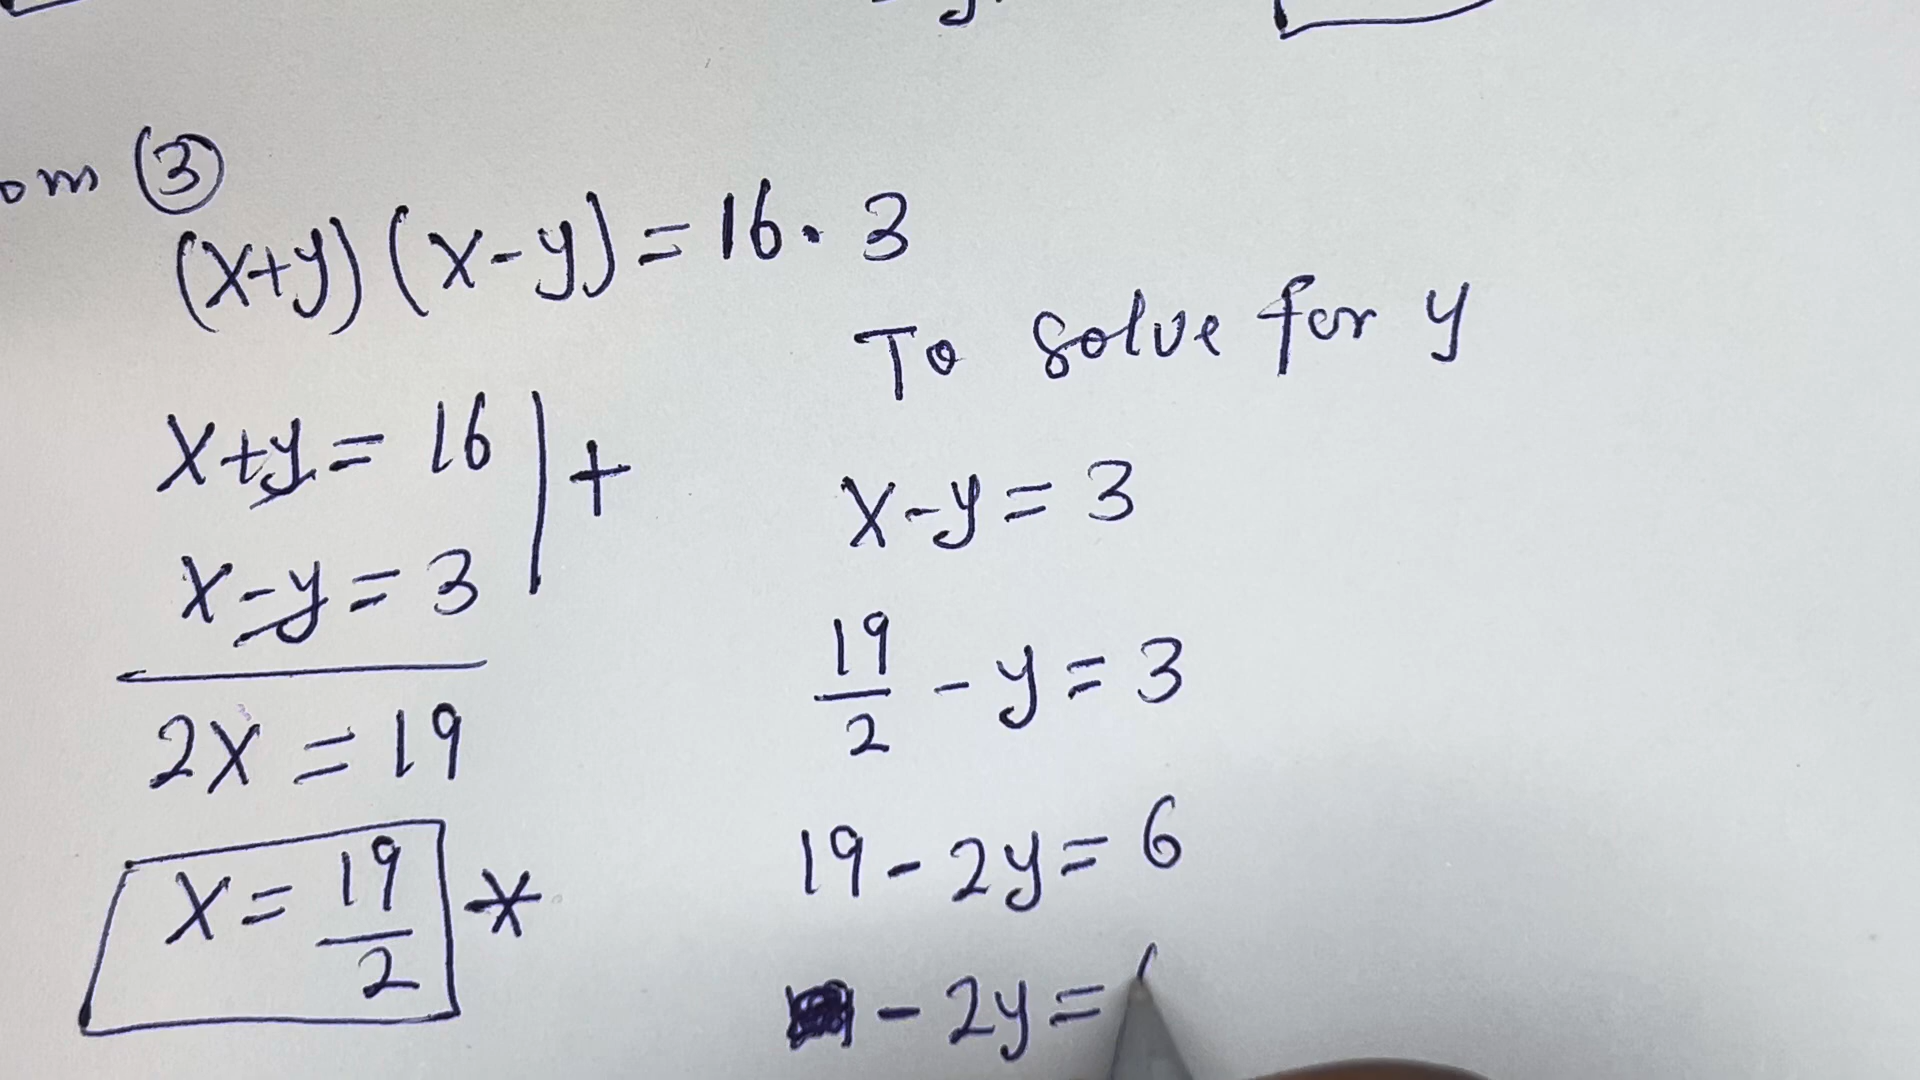 om ③
(x+y)(x-y)=16·3
x+y=16 | +
x-y=3
2x=19
x=19/2 *
To solve for y
x-y=3
19/2-y=3
19-2y=6
-2y=